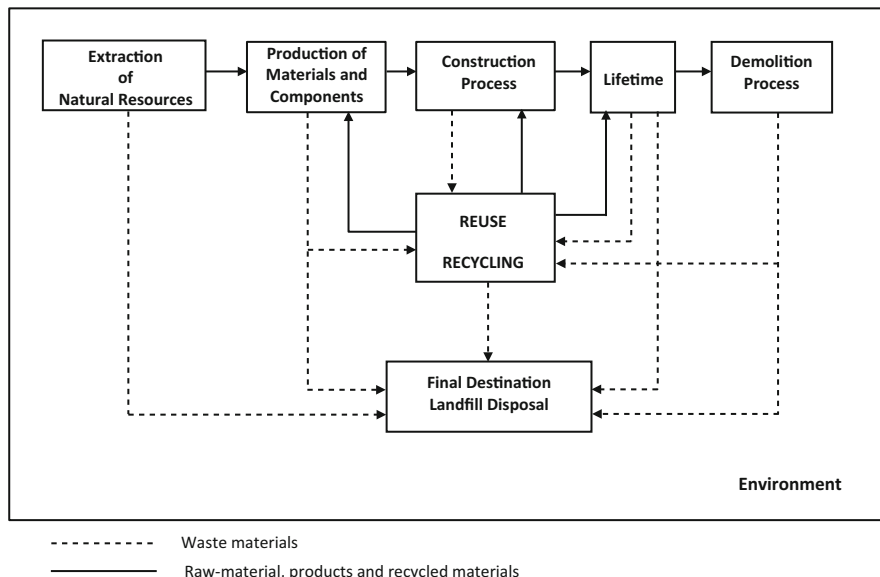 Extraction
of
Natural Resources
Production of
Materials and
Components
Construction
Process
Lifetime
Demolition
Process
REUSE
RECYCLING
Final Destination
Landfill Disposal
Environment
Waste materials
Raw-material, products and recycled materials